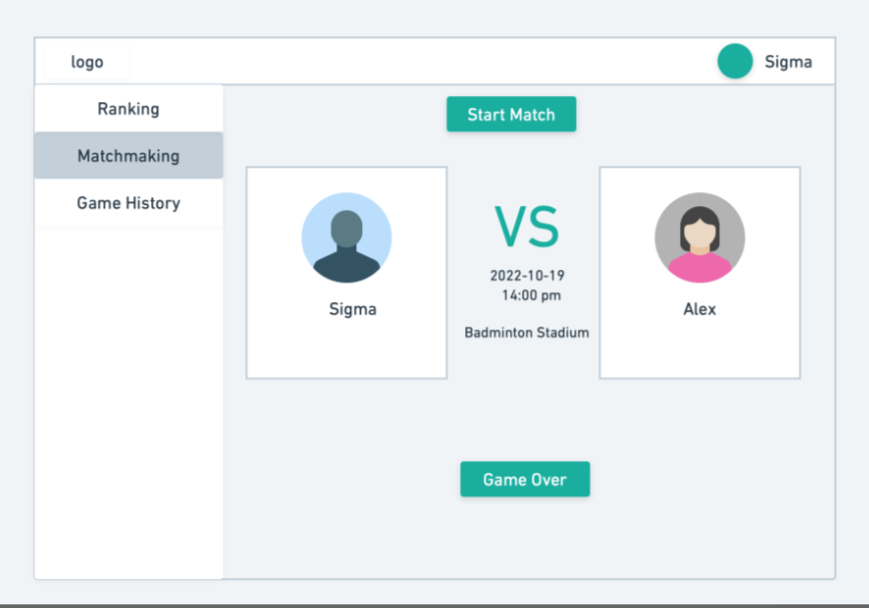 logo
Sigma
Ranking
Matchmaking
Game History
Start Match
Sigma
VS
2022-10-19
14:00 pm
Badminton Stadium
Alex
Game Over